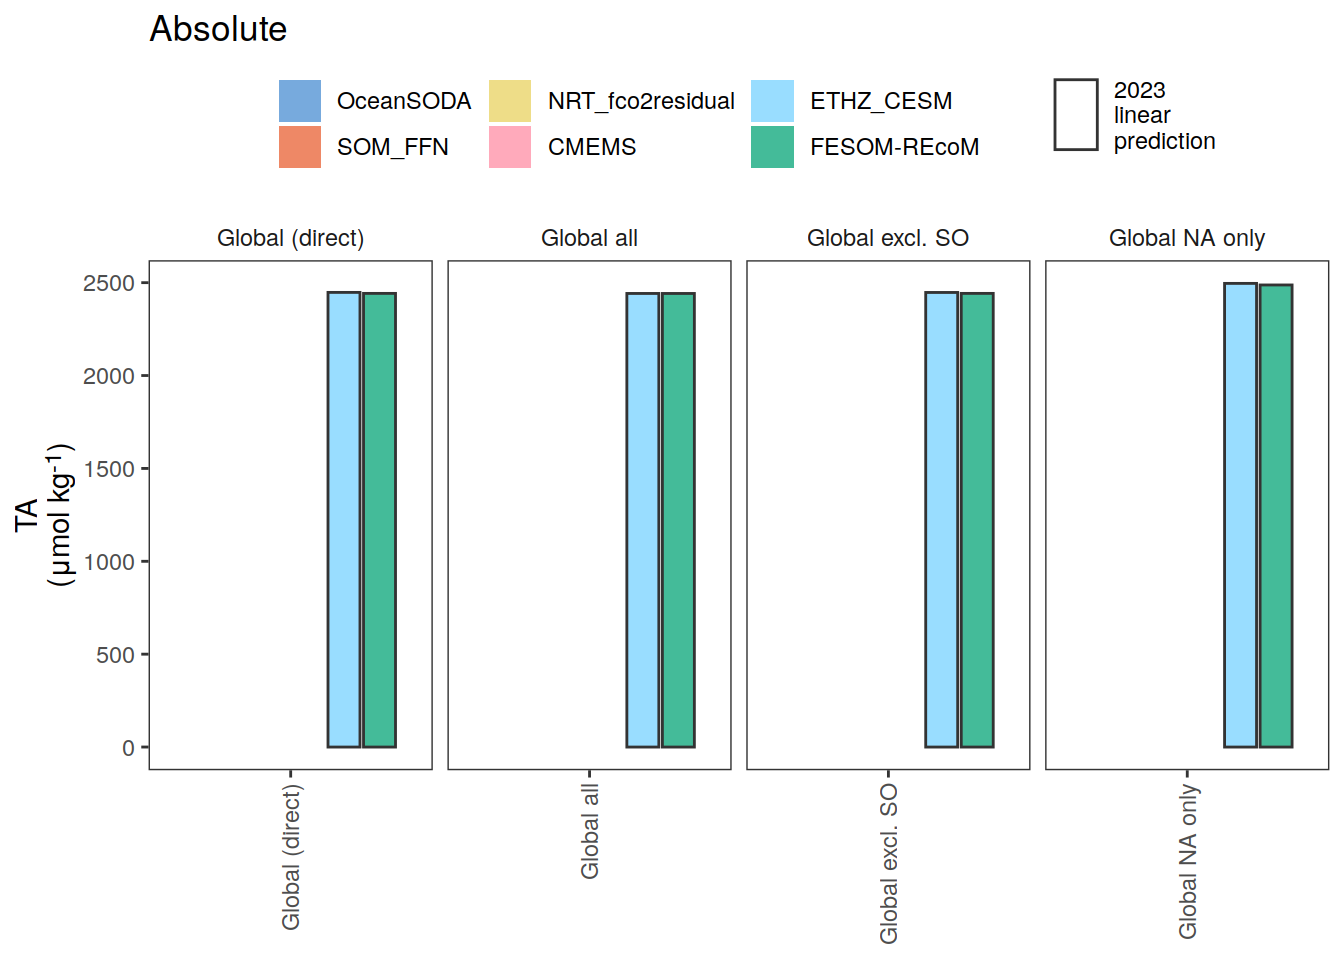 Absolute
OceanSODA
NRT_fco2residual
ETHZ_CESM
SOM_FFN
CMEMS
FESOM-REcoM
2023
linear
prediction
Global (direct)
Global all
Global excl. SO
Global NA only
TA
(μmol kg⁻¹)
2500
2000
1500
1000
500
0
Global (direct)
Global all
Global excl. SO
Global NA only